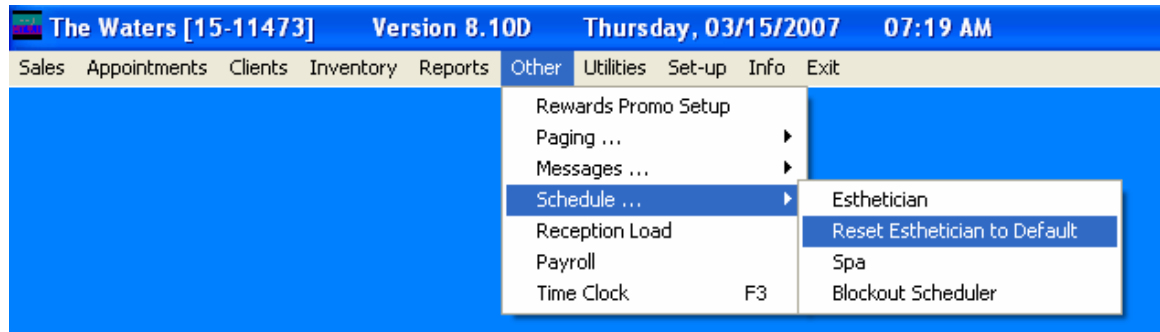 The Waters [15-11473] Version 8.10D Thursday, 03/15/2007 07:19 AM
Sales Appointments Clients Inventory Reports Other Utilities Set-up Info Exit
Rewards Promo Setup
Paging ...
Messages ...
Schedule ...
Reception Load
Payroll
Time Clock F3
Esthetician
Reset Esthetician to Default
Spa
Blockout Scheduler